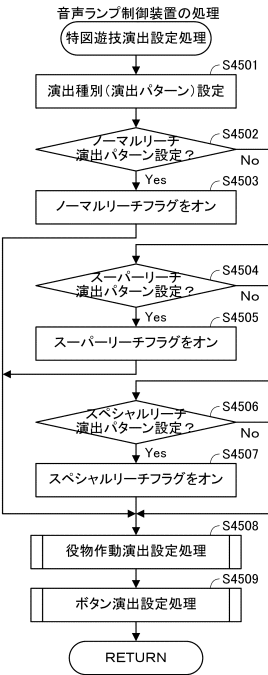 音声ランプ制御装置の処理
特図遊技演出設定処理
S4501
演出種別(演出パターン)設定
S4502
ノーマルリーチ
演出パターン設定?
No
Yes
S4503
ノーマルリーチフラグをオン
S4504
スーパーリーチ
演出パターン設定?
No
Yes
S4505
スーパーリーチフラグをオン
S4506
スペシャルリーチ
演出パターン設定?
No
Yes
S4507
スペシャルリーチフラグをオン
S4508
役物作動演出設定処理
S4509
ボタン演出設定処理
RETURN